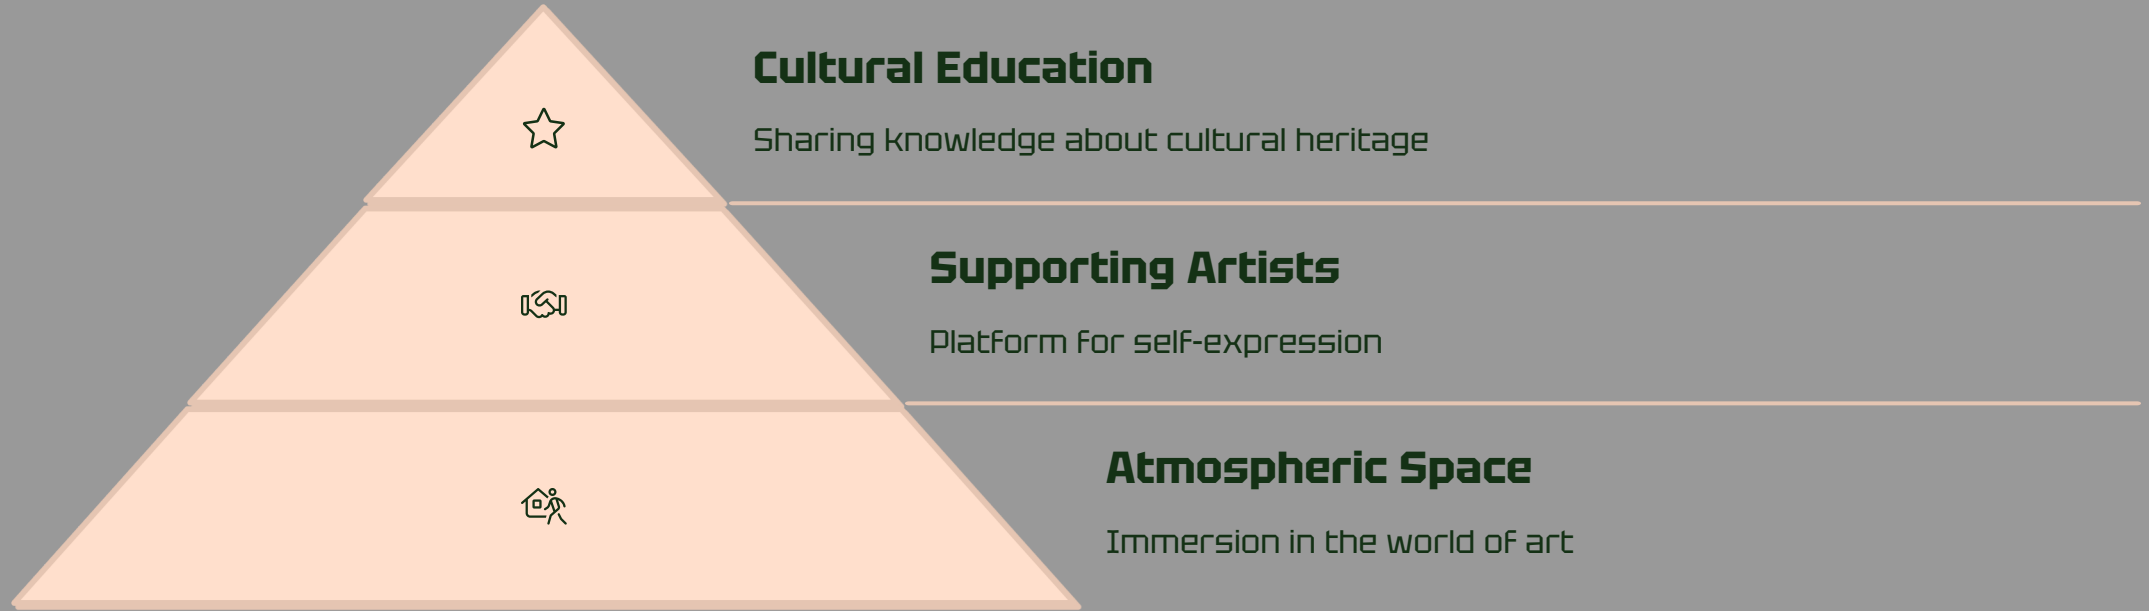 Cultural Education
Sharing knowledge about cultural heritage
Supporting Artists
Platform for self-expression
Atmospheric Space
Immersion in the world of art